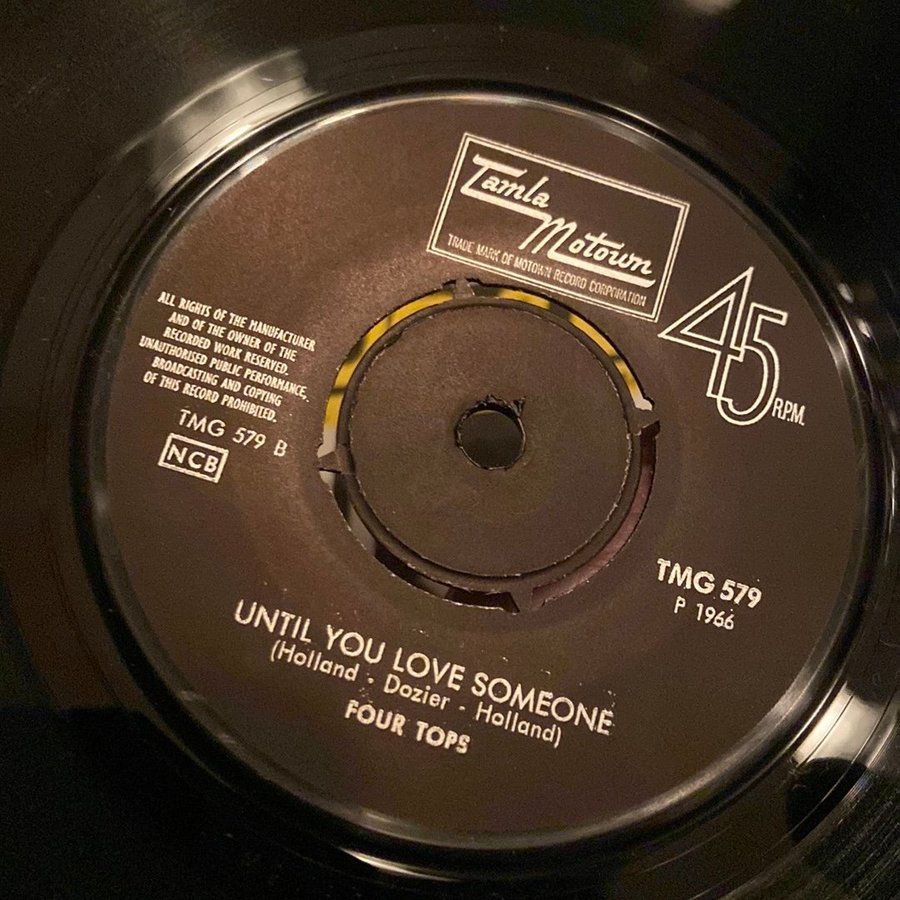 Tamla
Motown
TRADE MARK OF MOTOWN RECORD CORPORATION
45
R.P.M.
ALL RIGHTS OF THE MANUFACTURER
AND OF THE OWNER OF THE
RECORDED WORK RESERVED.
UNAUTHORISED PUBLIC PERFORMANCE,
BROADCASTING AND COPYING
OF THIS RECORD PROHIBITED.
TMG 579 B
NCB
TMG 579
P 1966
UNTIL YOU LOVE SOMEONE
(Holland - Dozier - Holland)
FOUR TOPS